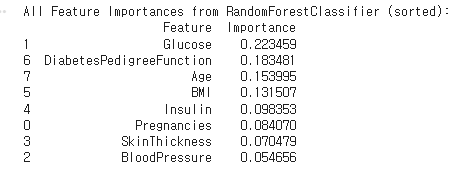 All Feature Importances from RandomForestClassifier (sorted):
Feature Importance
1 Glucose 0.223459
6 DiabetesPedigreeFunction 0.183481
7 Age 0.153995
5 BMI 0.131507
4 Insulin 0.098353
0 Pregnancies 0.084070
3 SkinThickness 0.070479
2 BloodPressure 0.054656